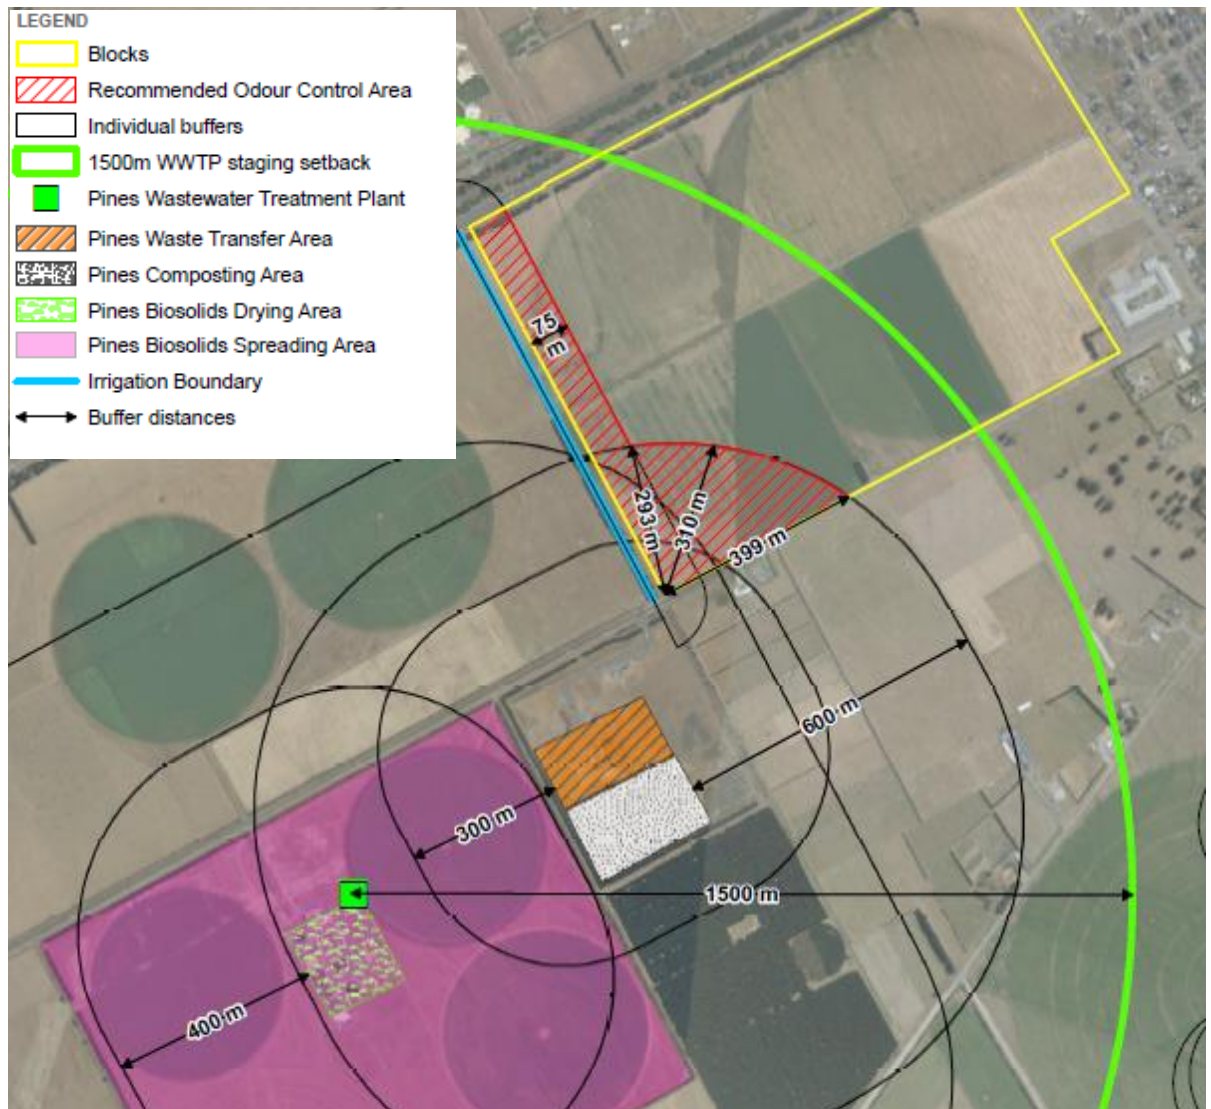 LEGEND
Blocks
Recommended Odour Control Area
Individual buffers
1500m WWTP staging setback
Pines Wastewater Treatment Plant
Pines Waste Transfer Area
Pines Composting Area
Pines Biosolids Drying Area
Pines Biosolids Spreading Area
Irrigation Boundary
Buffer distances
75
m
293 m
310 m
399 m
600 m
300 m
1500 m
400 m